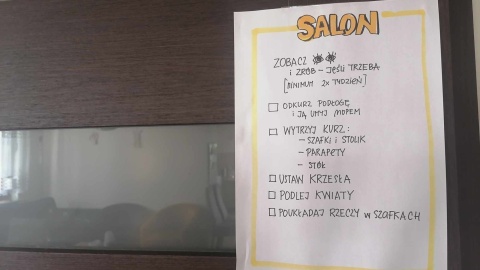 SALON
ZOBACZ
i ZRÓB - JEŚLI TRZEBA
[MINIMUM 2x TYDZIEŃ]
ODKURZ PODŁOGĘ
i JĄ UMYJ MOPEM
WYTRZYJ KURZ:
- SZAFKI i STOLIK
- PARAPETY
- STÓŁ
USTAW KRZESŁA
PODLEJ KWIATY
POUKŁADAJ RZECZY w SZAFKACH